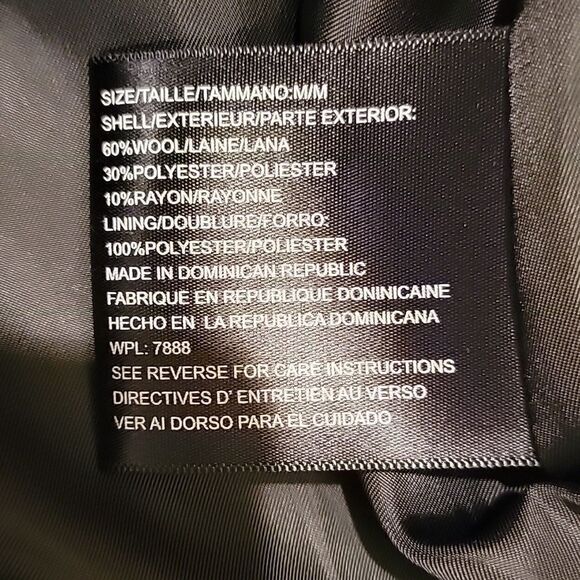 SIZE/TAILLE/TAMMANO:M/M
SHELL/EXTERIEUR/PARTE EXTERIOR:
60%WOOL/LAINE/LANA
30%POLYESTER/POLIESTER
10%RAYON/RAYONNE
LINING/DOUBLURE/FORRO:
100%POLYESTER/POLIESTER
MADE IN DOMINICAN REPUBLIC
FABRIQUE EN REPUBLIQUE DONINICAINE
HECHO EN LA REPUBLICA DOMINICANA
WPL: 7888
SEE REVERSE FOR CARE INSTRUCTIONS
DIRECTIVES D' ENTRETIEN AU VERSO
VER AI DORSO PARA EL CUIDADO